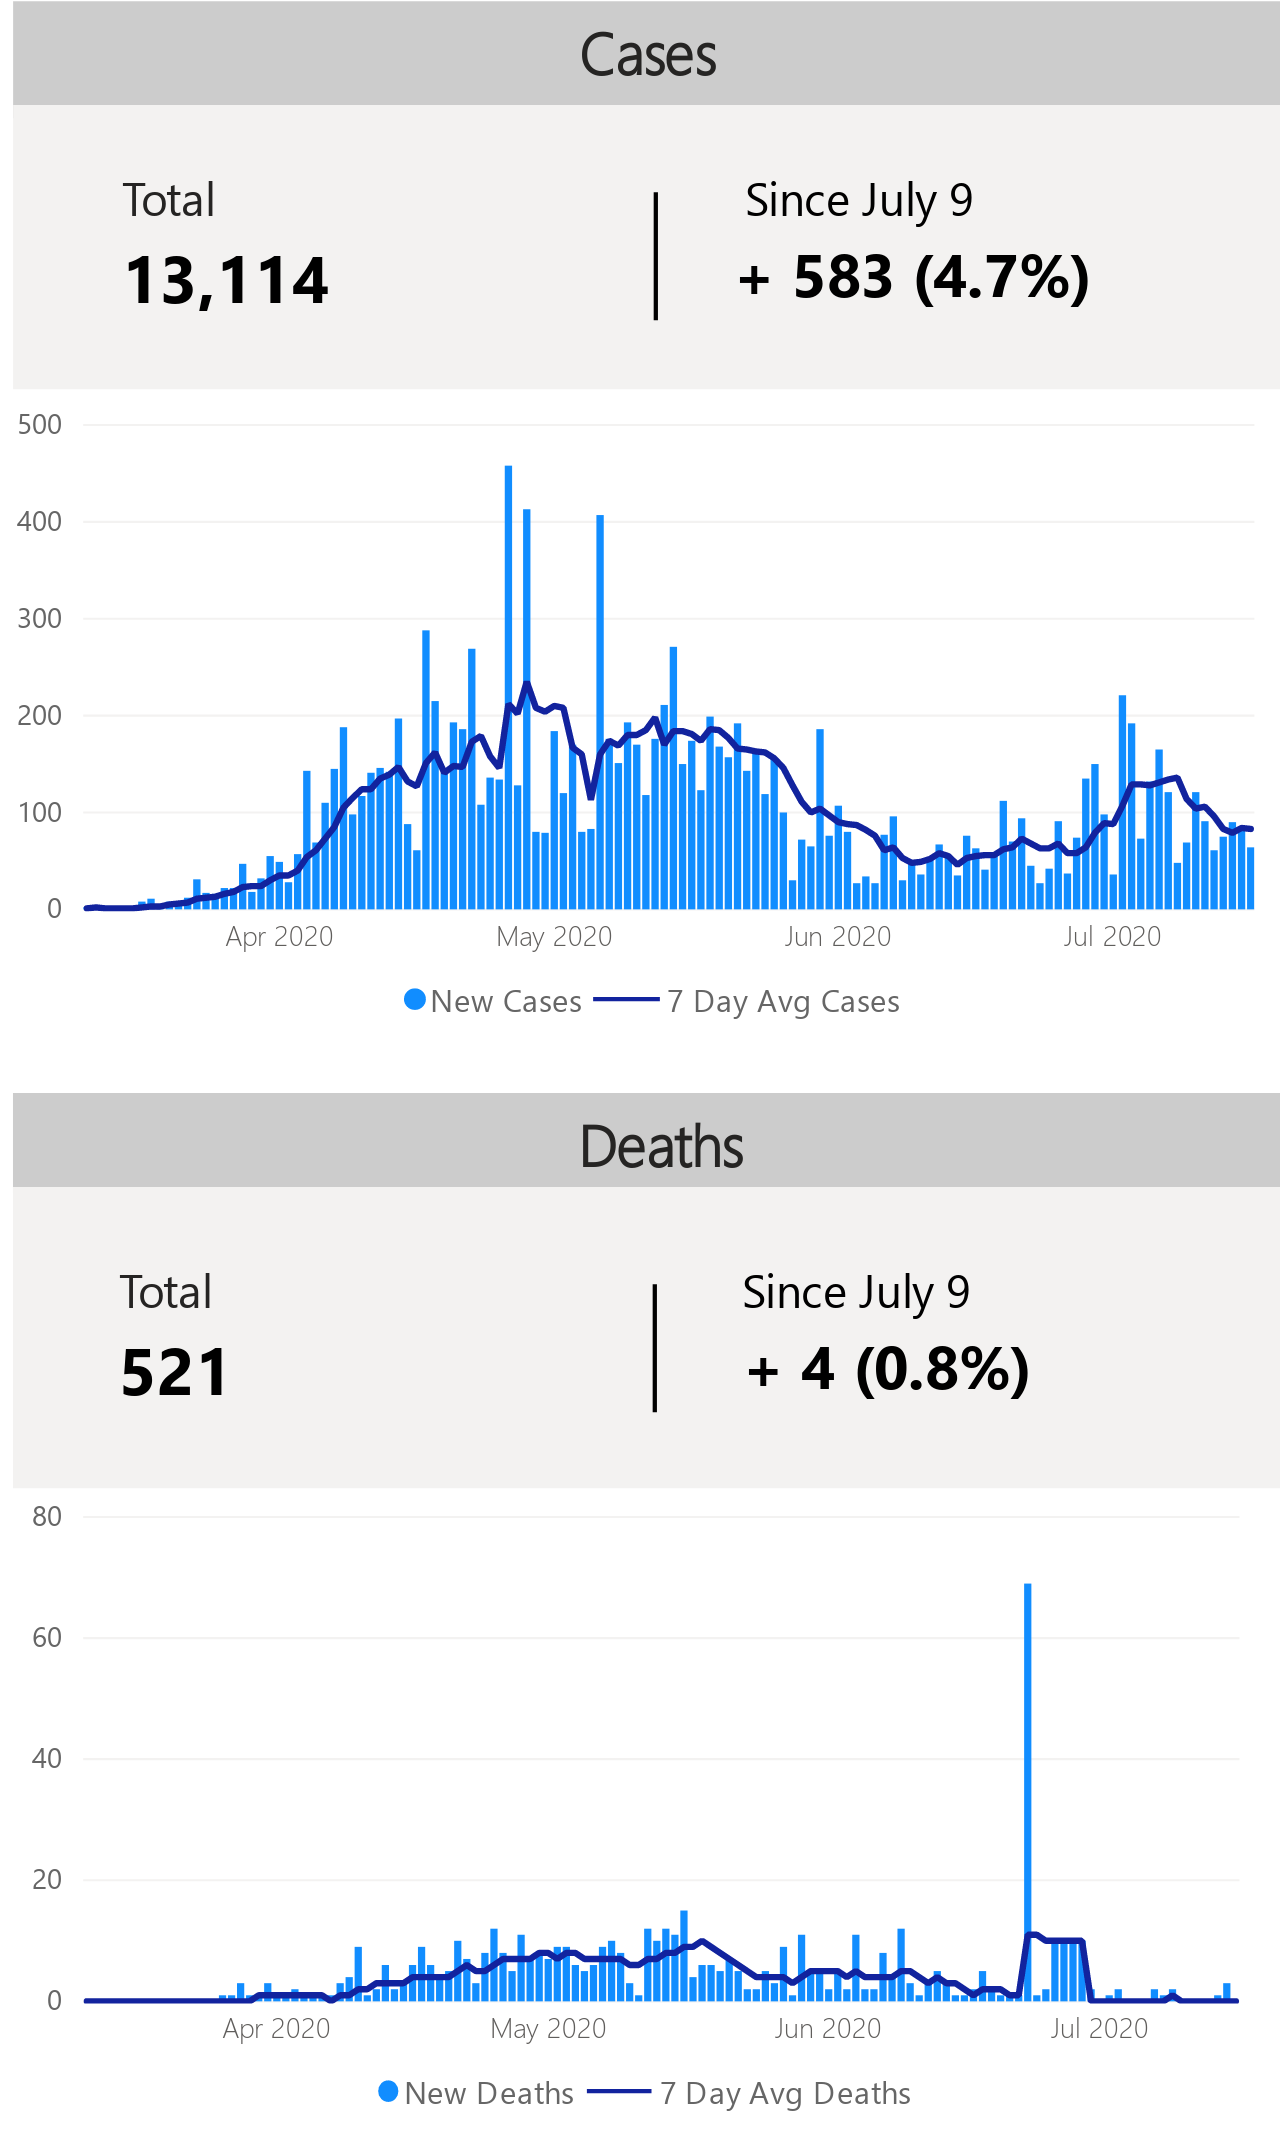 Cases
Total
Since July 9
13,114
+ 583 (4.7%)
500
400
300
200
100
0
Apr 2020
May 2020
Jun 2020
Jul 2020
New Cases
7 Day Avg Cases
Deaths
Total
Since July 9
521
+ 4 (0.8%)
80
60
40
20
0
Apr 2020
May 2020
Jun 2020
Jul 2020
New Deaths
7 Day Avg Deaths